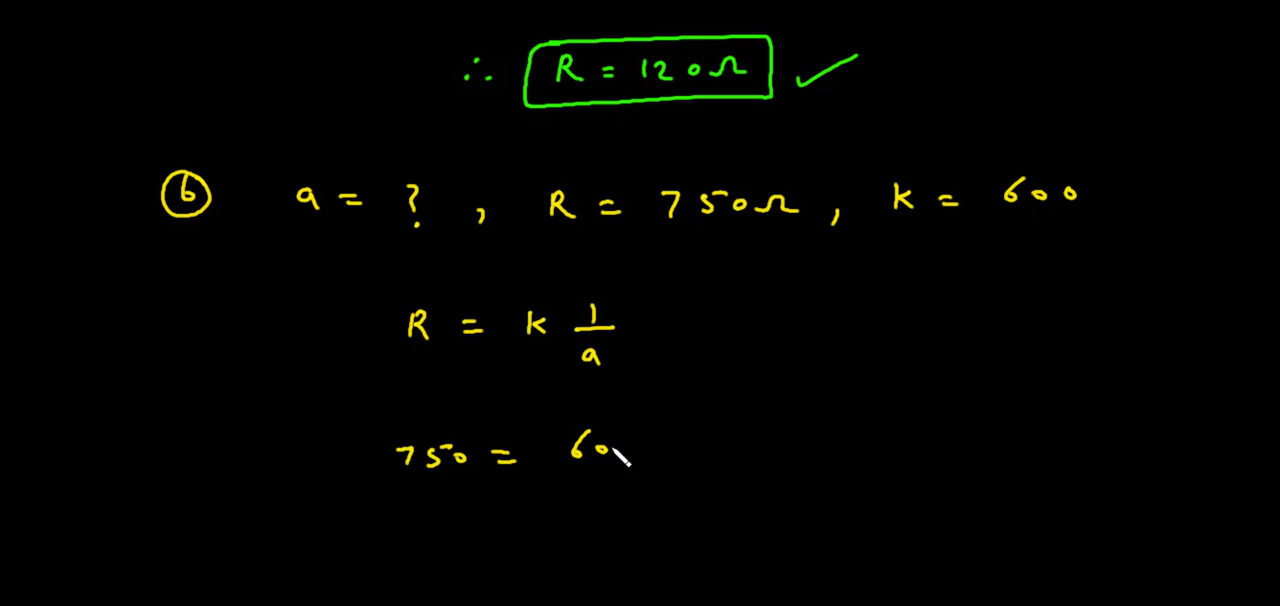 ∴ R = 120Ω ✓
6 a = ? , R = 750Ω , K = 600
R = K 1/a
750 = 60